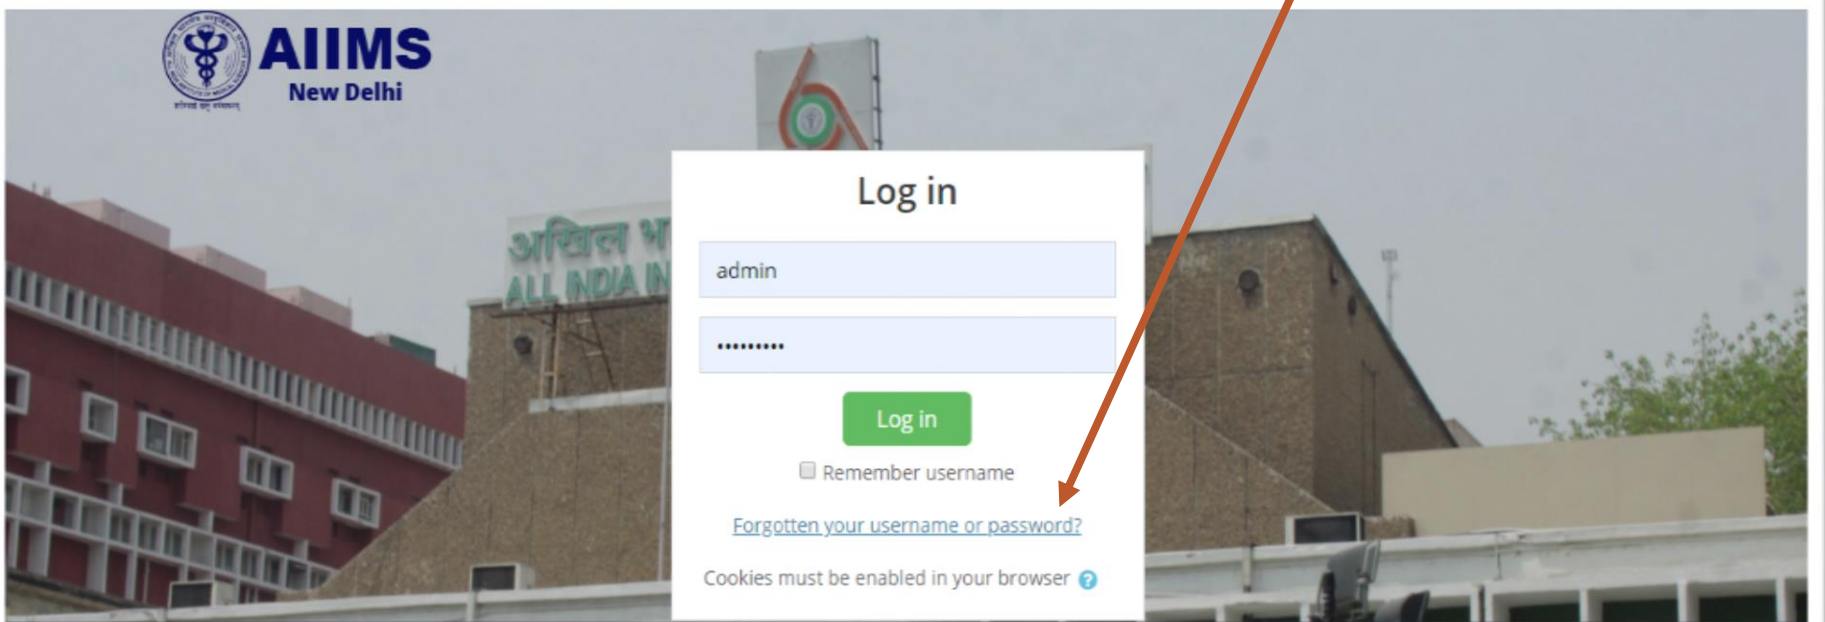 AIIMS
New Delhi
अखिल
ALL INDIA IN
Log in
admin
•••••••••
Log in
Remember username
Forgotten your username or password?
Cookies must be enabled in your browser ?